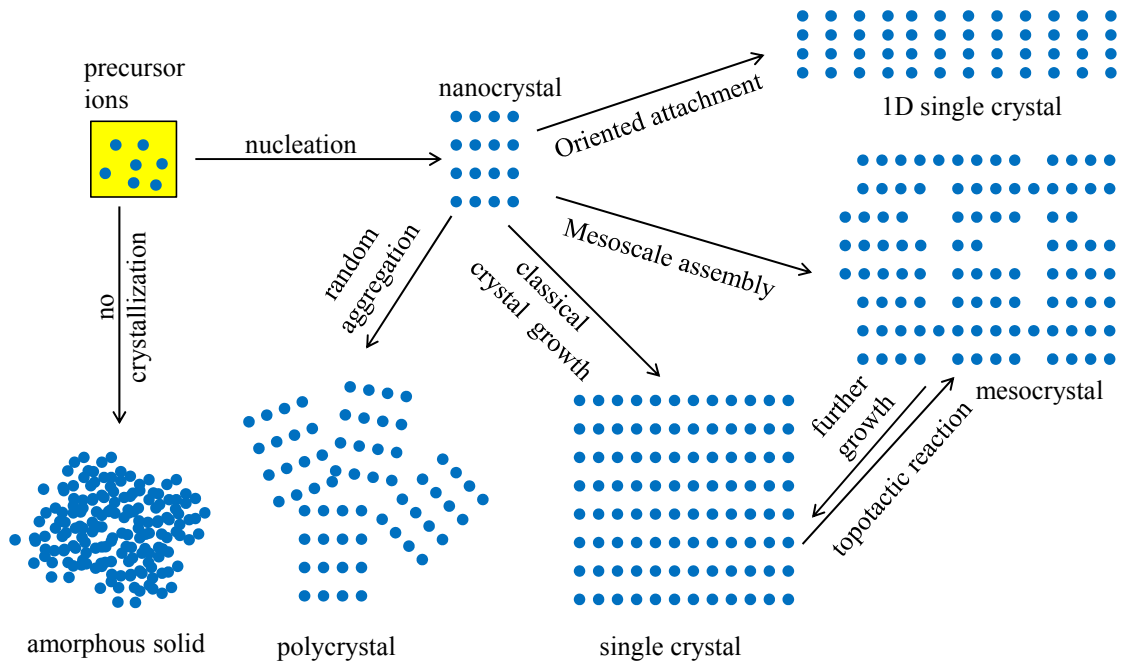 precursor
ions
nucleation
nanocrystal
Oriented attachment
1D single crystal
Mesoscale assembly
mesocrystal
no
crystallization
random
aggregation
classical
crystal growth
further
growth
topotactic reaction
amorphous solid
polycrystal
single crystal